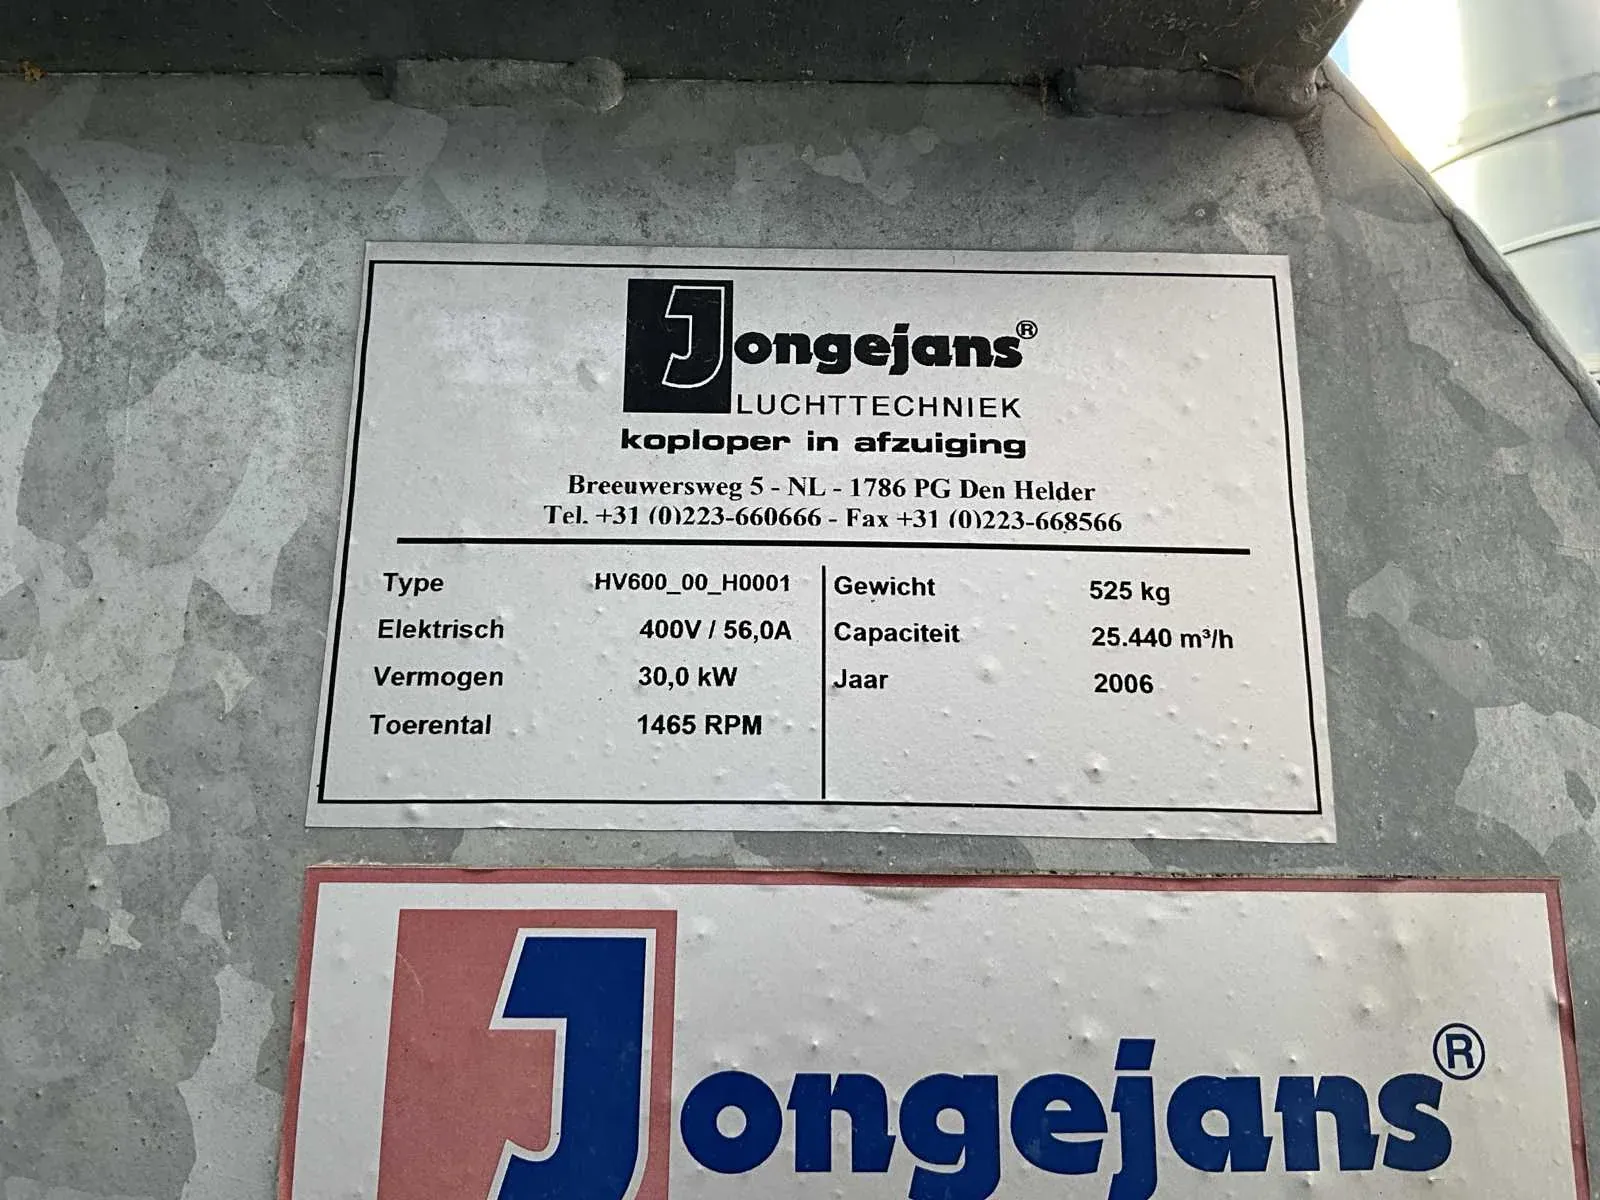 Jongejans®
LUCHTTECHNIEK
koploper in afzuiging
Breeuwersweg 5 - NL - 1786 PG Den Helder
Tel. +31 (0)223-660666 - Fax +31 (0)223-668566
Type HV600_00_H0001
Elektrisch 400V / 56,0A
Vermogen 30,0 kW
Toerental 1465 RPM
Gewicht 525 kg
Capaciteit 25.440 m³/h
Jaar 2006
Jongejans®